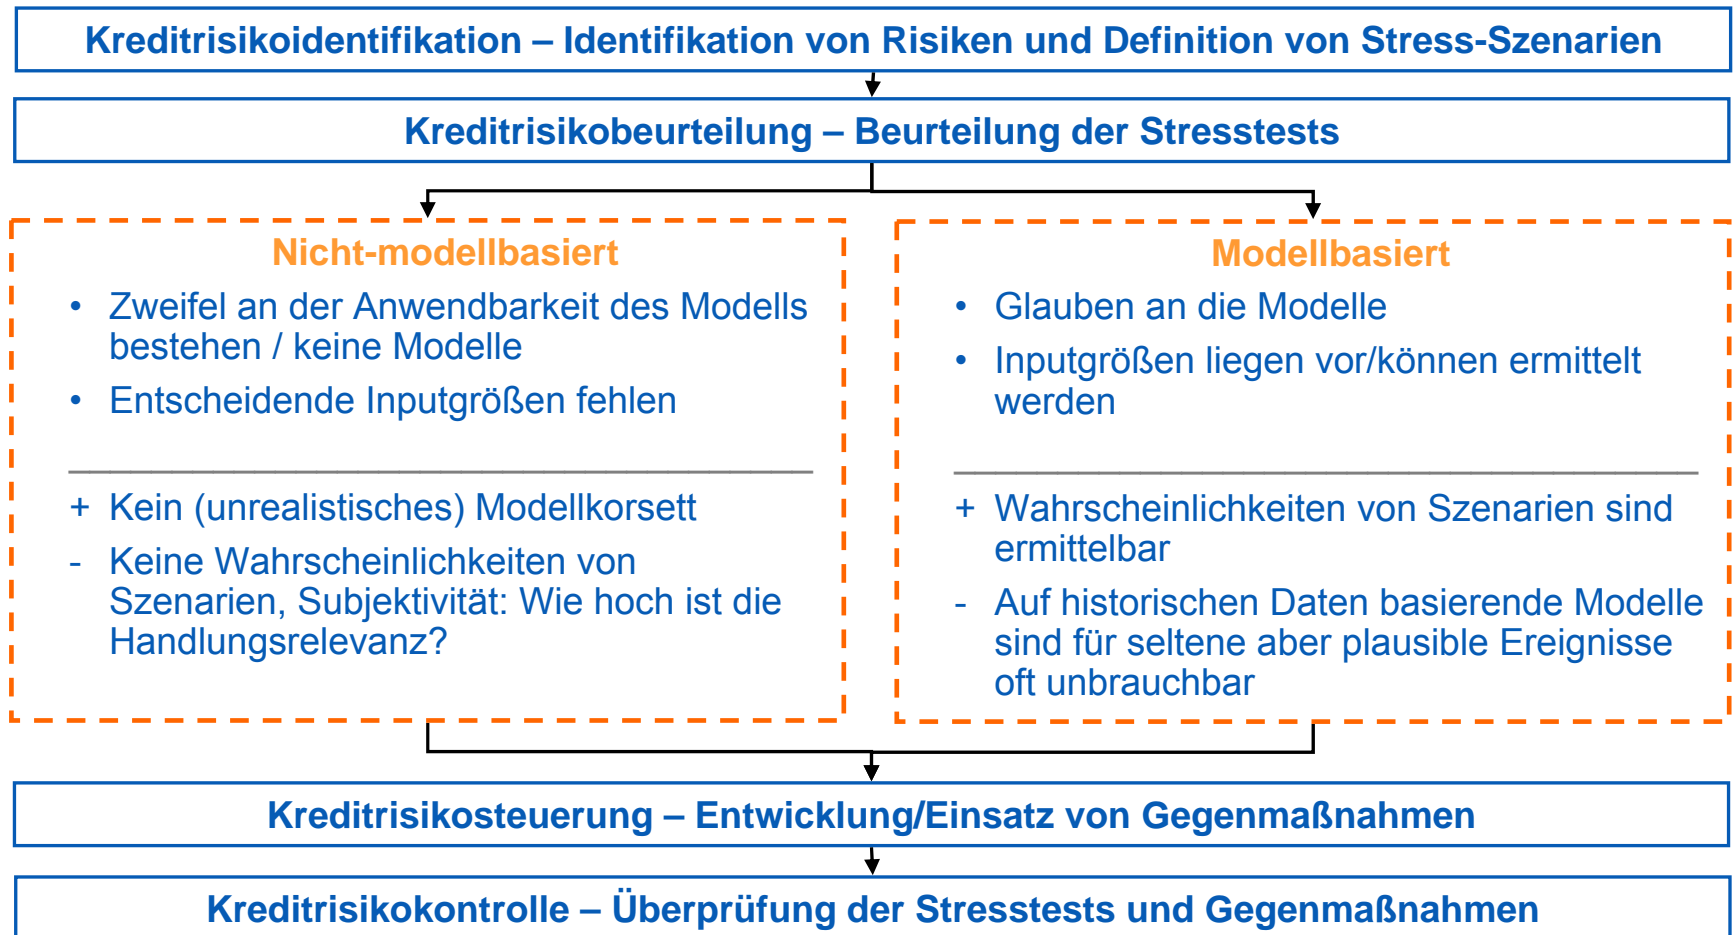 Kreditrisikoidentifikation – Identifikation von Risiken und Definition von Stress-Szenarien
Kreditrisikobeurteilung – Beurteilung der Stresstests
Nicht-modellbasiert
• Zweifel an der Anwendbarkeit des Modells
bestehen / keine Modelle
• Entscheidende Inputgrößen fehlen
+ Kein (unrealistisches) Modellkorsett
- Keine Wahrscheinlichkeiten von
Szenarien, Subjektivität: Wie hoch ist die
Handlungsrelevanz?
Modellbasiert
• Glauben an die Modelle
• Inputgrößen liegen vor/können ermittelt
werden
+ Wahrscheinlichkeiten von Szenarien sind
ermittelbar
- Auf historischen Daten basierende Modelle
sind für seltene aber plausible Ereignisse
oft unbrauchbar
Kreditrisikosteuerung – Entwicklung/Einsatz von Gegenmaßnahmen
Kreditrisikokontrolle – Überprüfung der Stresstests und Gegenmaßnahmen